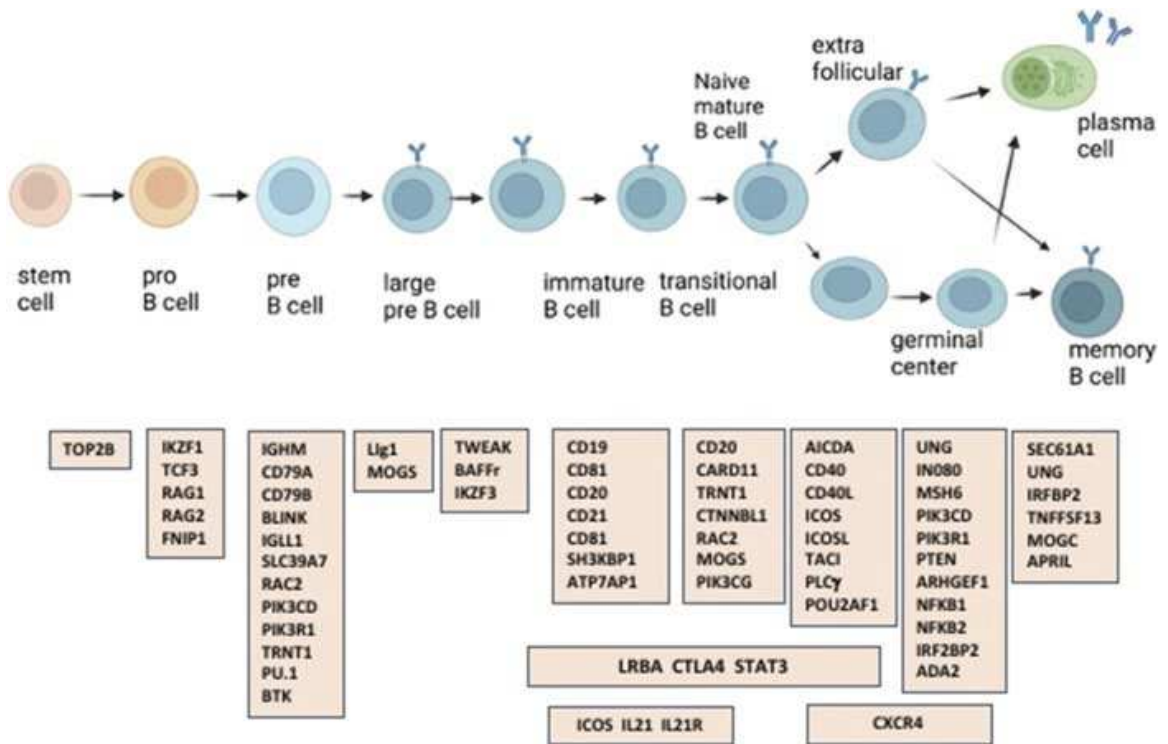 extra
follicular
Naive
mature
B cell
plasma
cell
stem
cell
pro
B cell
pre
B cell
large
pre B cell
immature
B cell
transitional
B cell
germinal
center
memory
B cell
TOP2B
IKZF1
TCF3
RAG1
RAG2
FNIP1
IGHM
CD79A
CD79B
BLINK
IGLL1
SLC39A7
RAC2
PIK3CD
PIK3R1
TRNT1
PU.1
BTK
LIg1
MOGS
TWEAK
BAFFr
IKZF3
CD19
CD81
CD20
CD21
CD81
SH3KBP1
ATP7AP1
CD20
CARD11
TRNT1
CTNNBL1
RAC2
MOGS
PIK3CG
AICDA
CD40
CD40L
ICOS
ICOSL
TACI
PLCγ
POU2AF1
UNG
IN080
MSH6
PIK3CD
PIK3R1
PTEN
ARHGEF1
NFKB1
NFKB2
IRF2BP2
ADA2
SEC61A1
UNG
IRFBP2
TNFFSF13
MOGC
APRIL
LRBA CTLA4 STAT3
ICOS IL21 IL21R
CXCR4